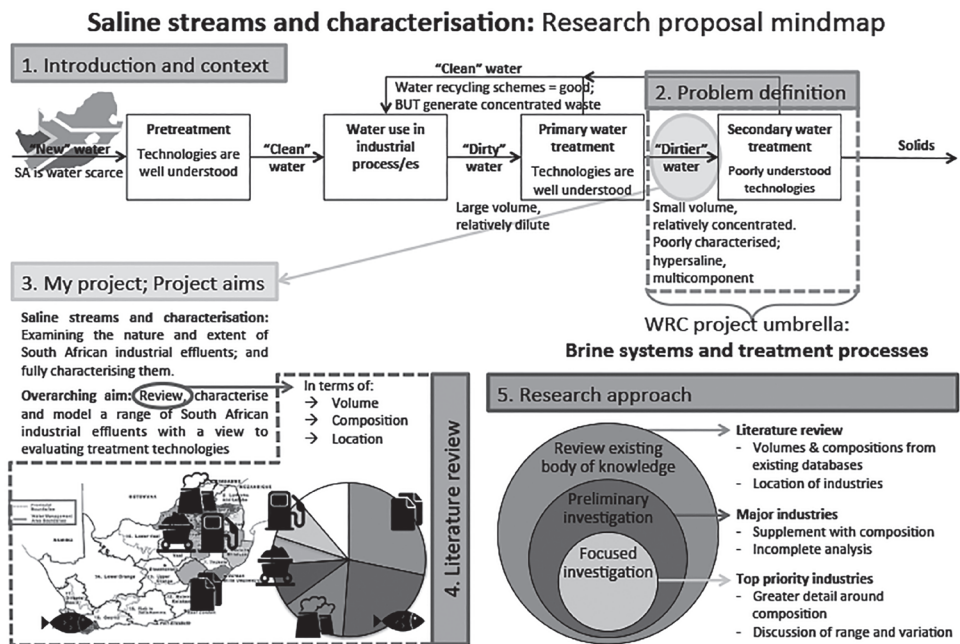 Saline streams and characterisation: Research proposal mindmap
1. Introduction and context
"Clean" water
Water recycling schemes = good;
BUT generate concentrated waste
2. Problem definition
"New" water
SA is water scarce
Pretreatment
Technologies are
well understood
"Clean"
water
Water use in
industrial
process/es
"Dirty"
water
Large volume,
relatively dilute
Primary water
treatment
Technologies are
well understood
"Dirtier"
water
Small volume,
relatively concentrated.
Poorly characterised;
hypersaline,
multicomponent
Secondary water
treatment
Poorly understood
technologies
Solids
WRC project umbrella:
Brine systems and treatment processes
3. My project; Project aims
Saline streams and characterisation:
Examining the nature and extent of
South African industrial effluents; and
fully characterising them.
Overarching aim: Review, characterise
and model a range of South African
industrial effluents with a view to
evaluating treatment technologies
In terms of:
→ Volume
→ Composition
→ Location
4. Literature review
5. Research approach
Review existing
body of knowledge
Preliminary
investigation
Focused
investigation
Literature review
- Volumes & compositions from
existing databases
- Location of industries
Major industries
- Supplement with composition
- Incomplete analysis
Top priority industries
- Greater detail around
composition
- Discussion of range and variation